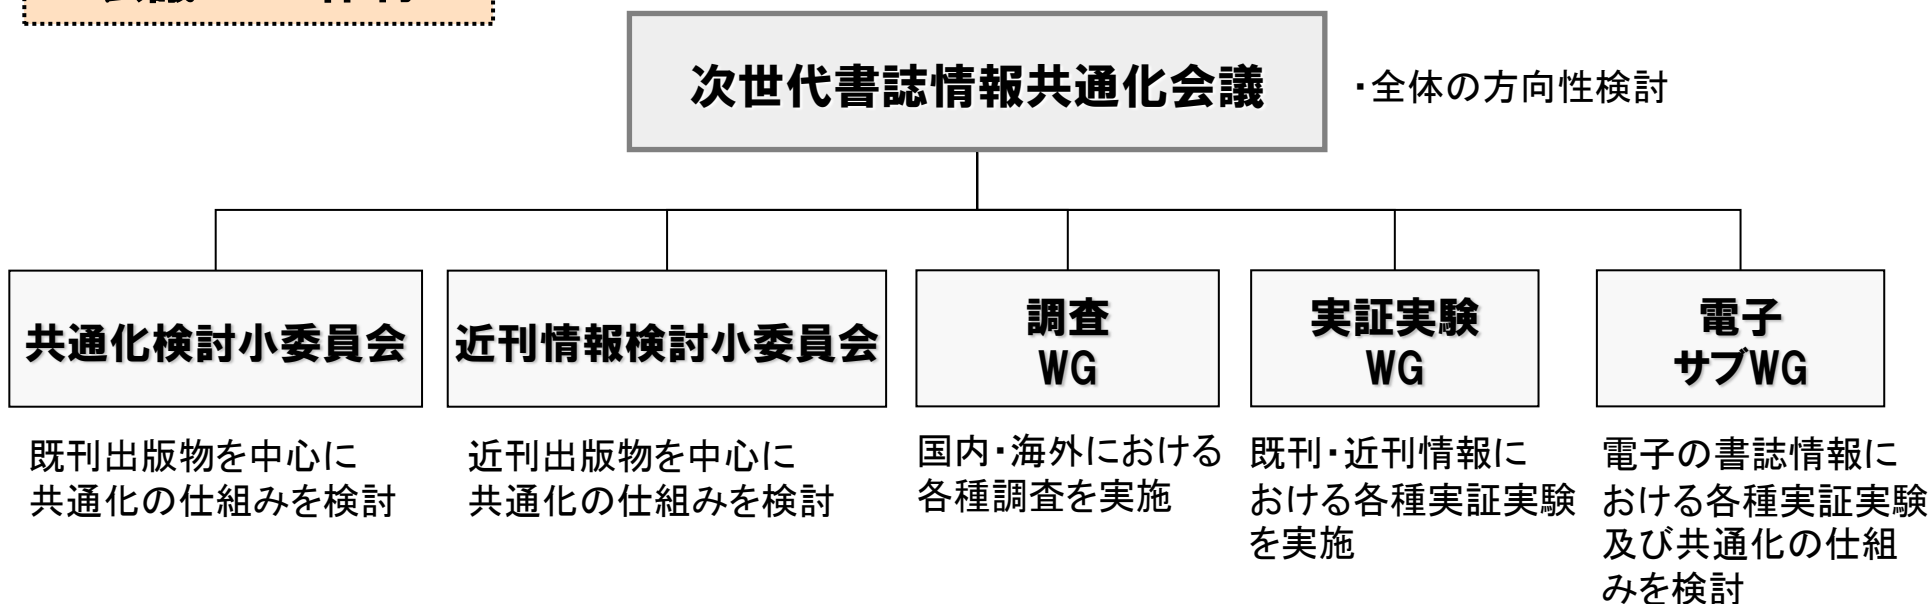 次世代書誌情報共通化会議
・全体の方向性検討
共通化検討小委員会
近刊情報検討小委員会
調査
WG
実証実験
WG
電子
サブWG
既刊出版物を中心に
共通化の仕組みを検討
近刊出版物を中心に
共通化の仕組みを検討
国内・海外における
各種調査を実施
既刊・近刊情報に
おける各種実証実験
を実施
電子の書誌情報に
おける各種実証実験
及び共通化の仕組
みを検討